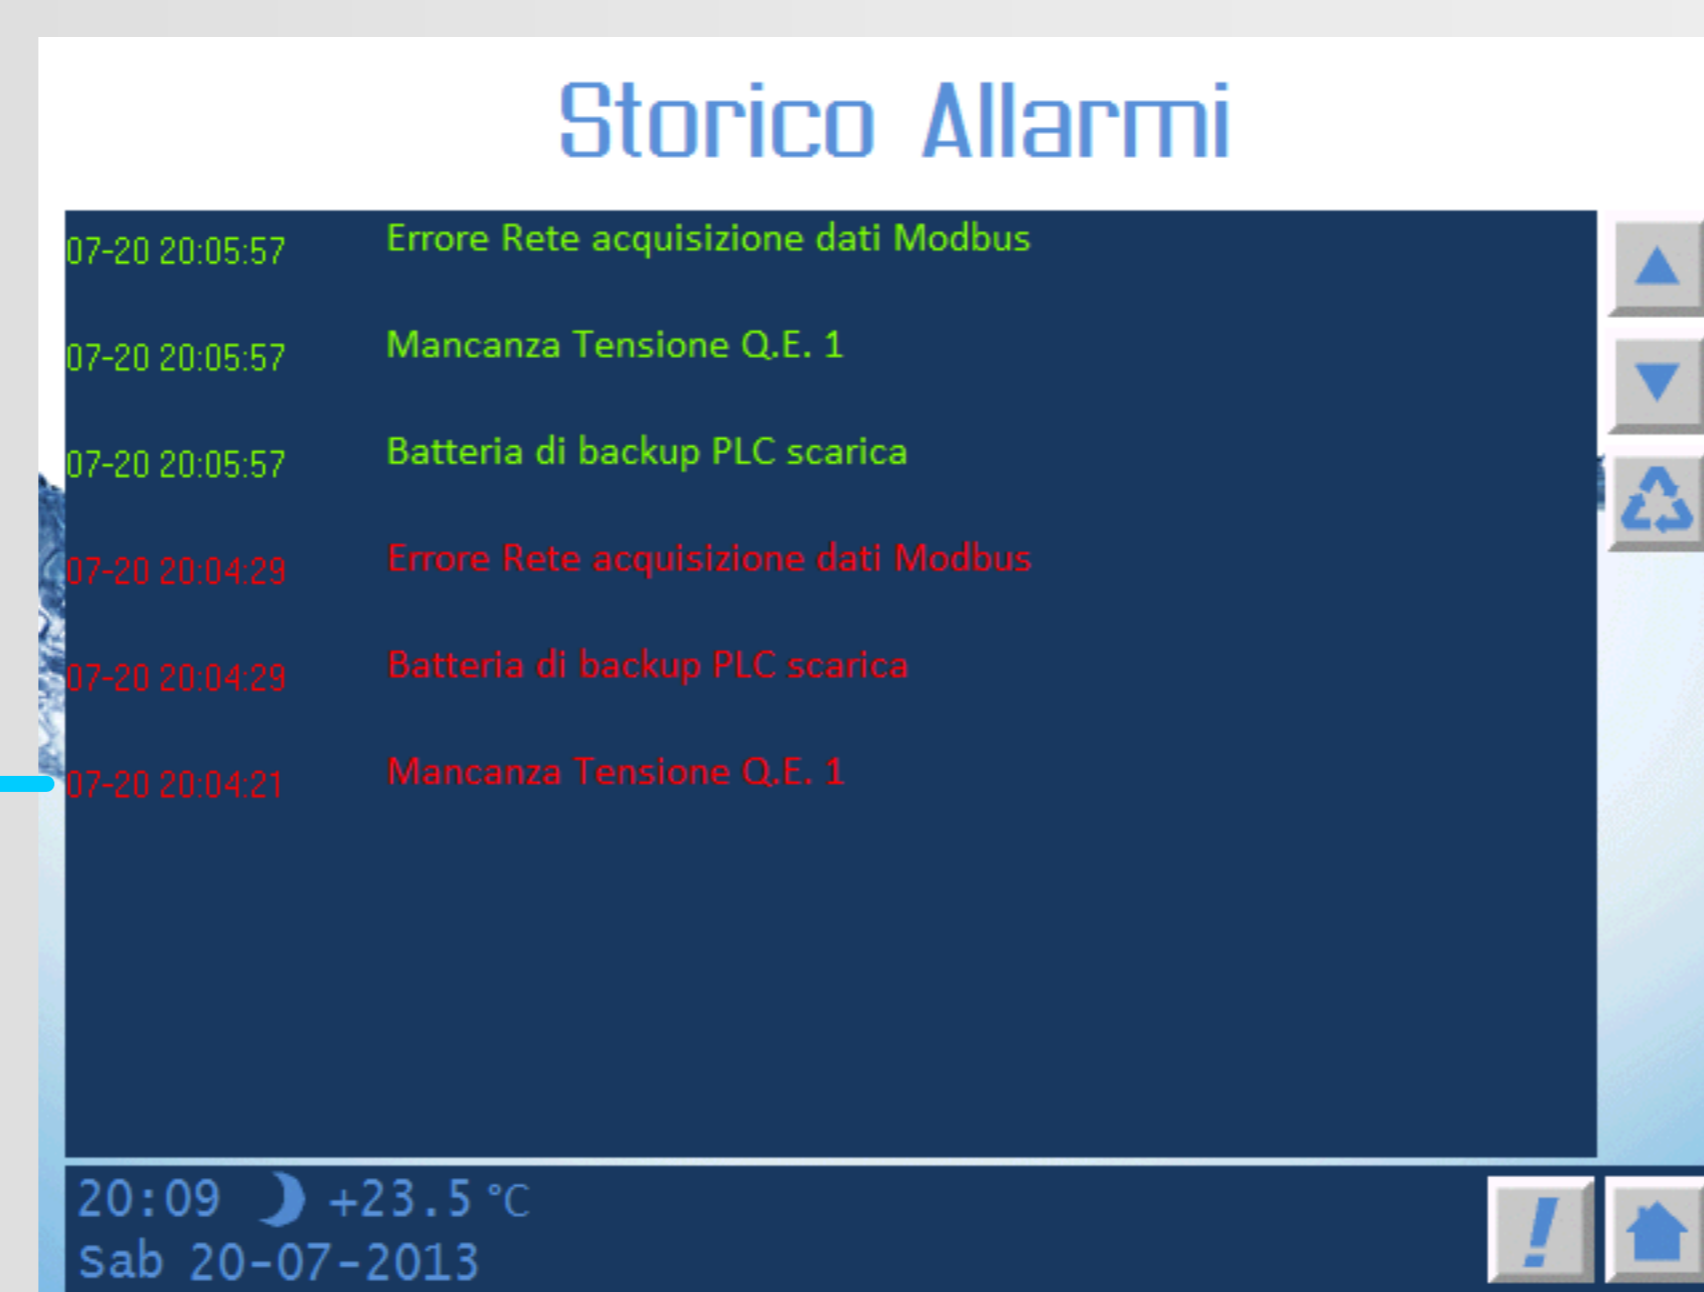 Storico Allarmi
07-20 20:05:57 Errore Rete acquisizione dati Modbus
07-20 20:05:57 Mancanza Tensione Q.E. 1
07-20 20:05:57 Batteria di backup PLC scarica
07-20 20:04:29 Errore Rete acquisizione dati Modbus
07-20 20:04:29 Batteria di backup PLC scarica
07-20 20:04:21 Mancanza Tensione Q.E. 1
20:09 +23.5 °C
Sab 20-07-2013
!